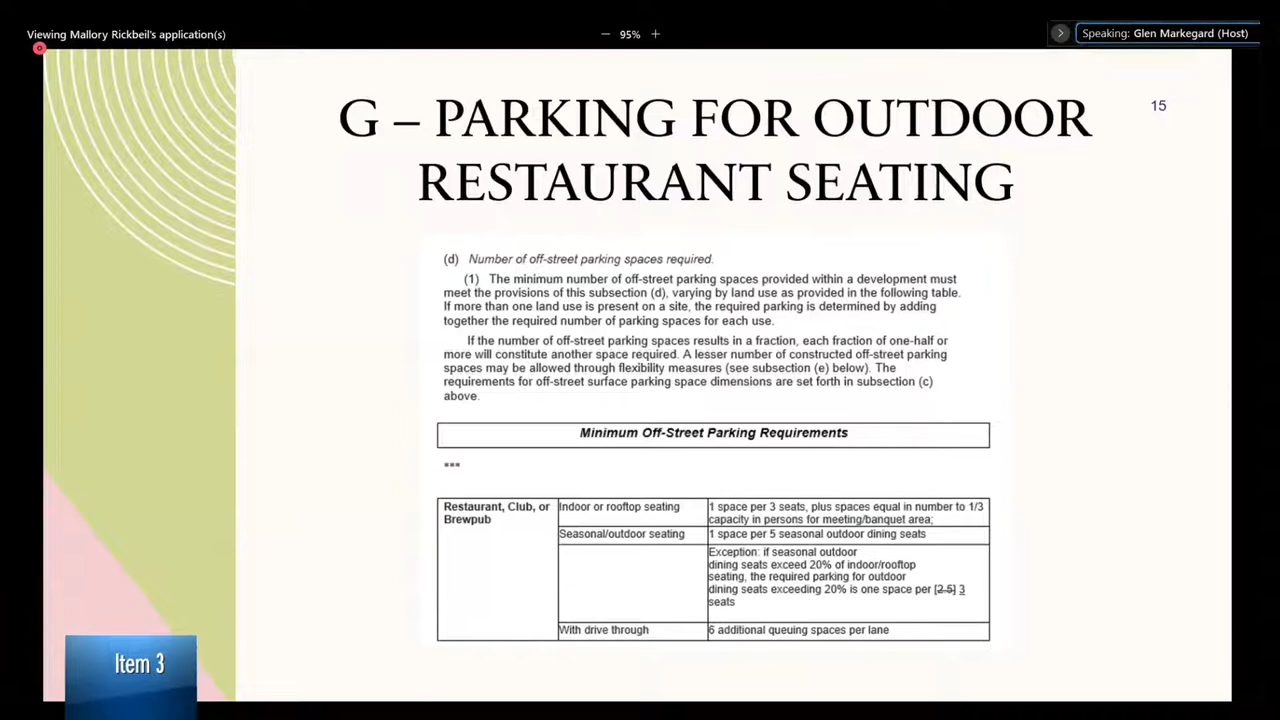 Viewing Mallory Rickbeil's application(s)
− 95% +
Speaking: Glen Markegard (Host)
15
G – PARKING FOR OUTDOOR
RESTAURANT SEATING
(d) Number of off-street parking spaces required.
(1) The minimum number of off-street parking spaces provided within a development must
meet the provisions of this subsection (d), varying by land use as provided in the following table.
If more than one land use is present on a site, the required parking is determined by adding
together the required number of parking spaces for each use.
If the number of off-street parking spaces results in a fraction, each fraction of one-half or
more will constitute another space required. A lesser number of constructed off-street parking
spaces may be allowed through flexibility measures (see subsection (e) below). The
requirements for off-street surface parking space dimensions are set forth in subsection (c)
above.
Minimum Off-Street Parking Requirements
***
Restaurant, Club, or
Brewpub
Indoor or rooftop seating
1 space per 3 seats, plus spaces equal in number to 1/3
capacity in persons for meeting/banquet area;
Seasonal/outdoor seating
1 space per 5 seasonal outdoor dining seats
Exception: if seasonal outdoor
dining seats exceed 20% of indoor/rooftop
seating, the required parking for outdoor
dining seats exceeding 20% is one space per [2.5] 3
seats
With drive through
6 additional queuing spaces per lane
Item 3